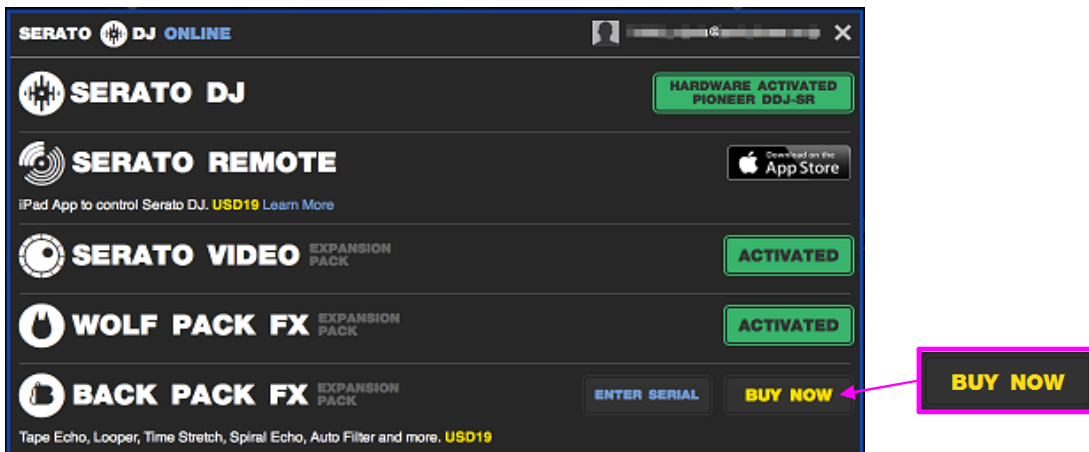 SERATO DJ ONLINE
SERATO DJ
HARDWARE ACTIVATED
PIONEER DDJ-SR
SERATO REMOTE
Download on the
App Store
iPad App to control Serato DJ. USD19 Learn More
SERATO VIDEO EXPANSION
PACK
ACTIVATED
WOLF PACK FX EXPANSION
PACK
ACTIVATED
BACK PACK FX EXPANSION
PACK
ENTER SERIAL
BUY NOW
BUY NOW
Tape Echo, Looper, Time Stretch, Spiral Echo, Auto Filter and more. USD19